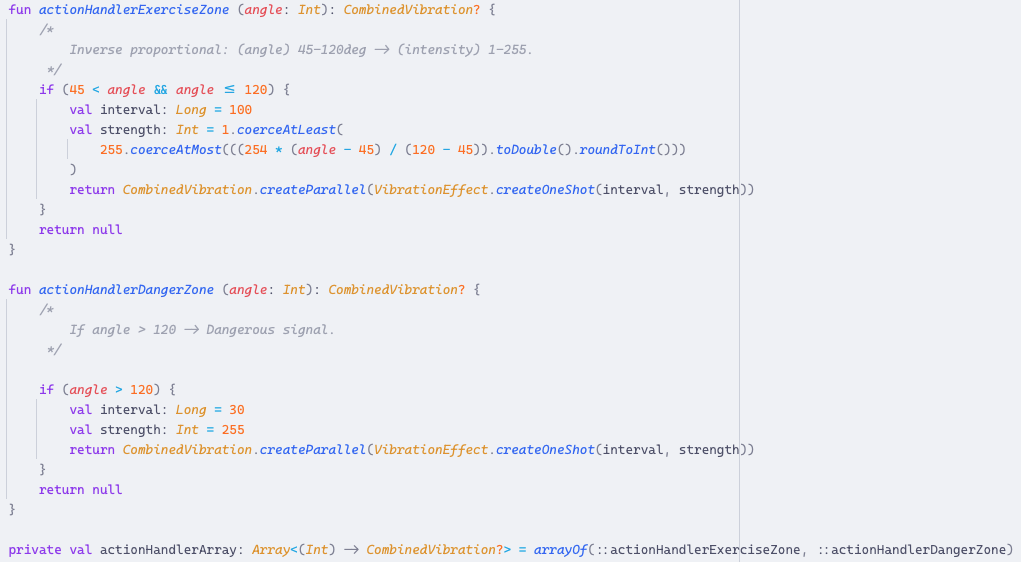 fun actionHandlerExerciseZone (angle: Int): CombinedVibration? {
    /*
        Inverse proportional: (angle) 45-120deg -> (intensity) 1-255.
     */
    if (45 < angle && angle <= 120) {
        val interval: Long = 100
        val strength: Int = 1.coerceAtLeast(
            255.coerceAtMost(((254 * (angle - 45) / (120 - 45)).toDouble().roundToInt()))
        )
        return CombinedVibration.createParallel(VibrationEffect.createOneShot(interval, strength))
    }
    return null
}

fun actionHandlerDangerZone (angle: Int): CombinedVibration? {
    /*
        If angle > 120 -> Dangerous signal.
     */

    if (angle > 120) {
        val interval: Long = 30
        val strength: Int = 255
        return CombinedVibration.createParallel(VibrationEffect.createOneShot(interval, strength))
    }
    return null
}

private val actionHandlerArray: Array<(Int) -> CombinedVibration?> = arrayOf(::actionHandlerExerciseZone, ::actionHandlerDangerZone)